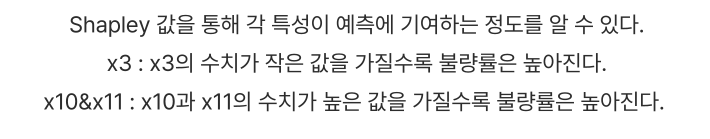 Shapley 값을 통해 각 특성이 예측에 기여하는 정도를 알 수 있다.
x3 : x3의 수치가 작은 값을 가질수록 불량률은 높아진다.
x10&x11 : x10과 x11의 수치가 높은 값을 가질수록 불량률은 높아진다.